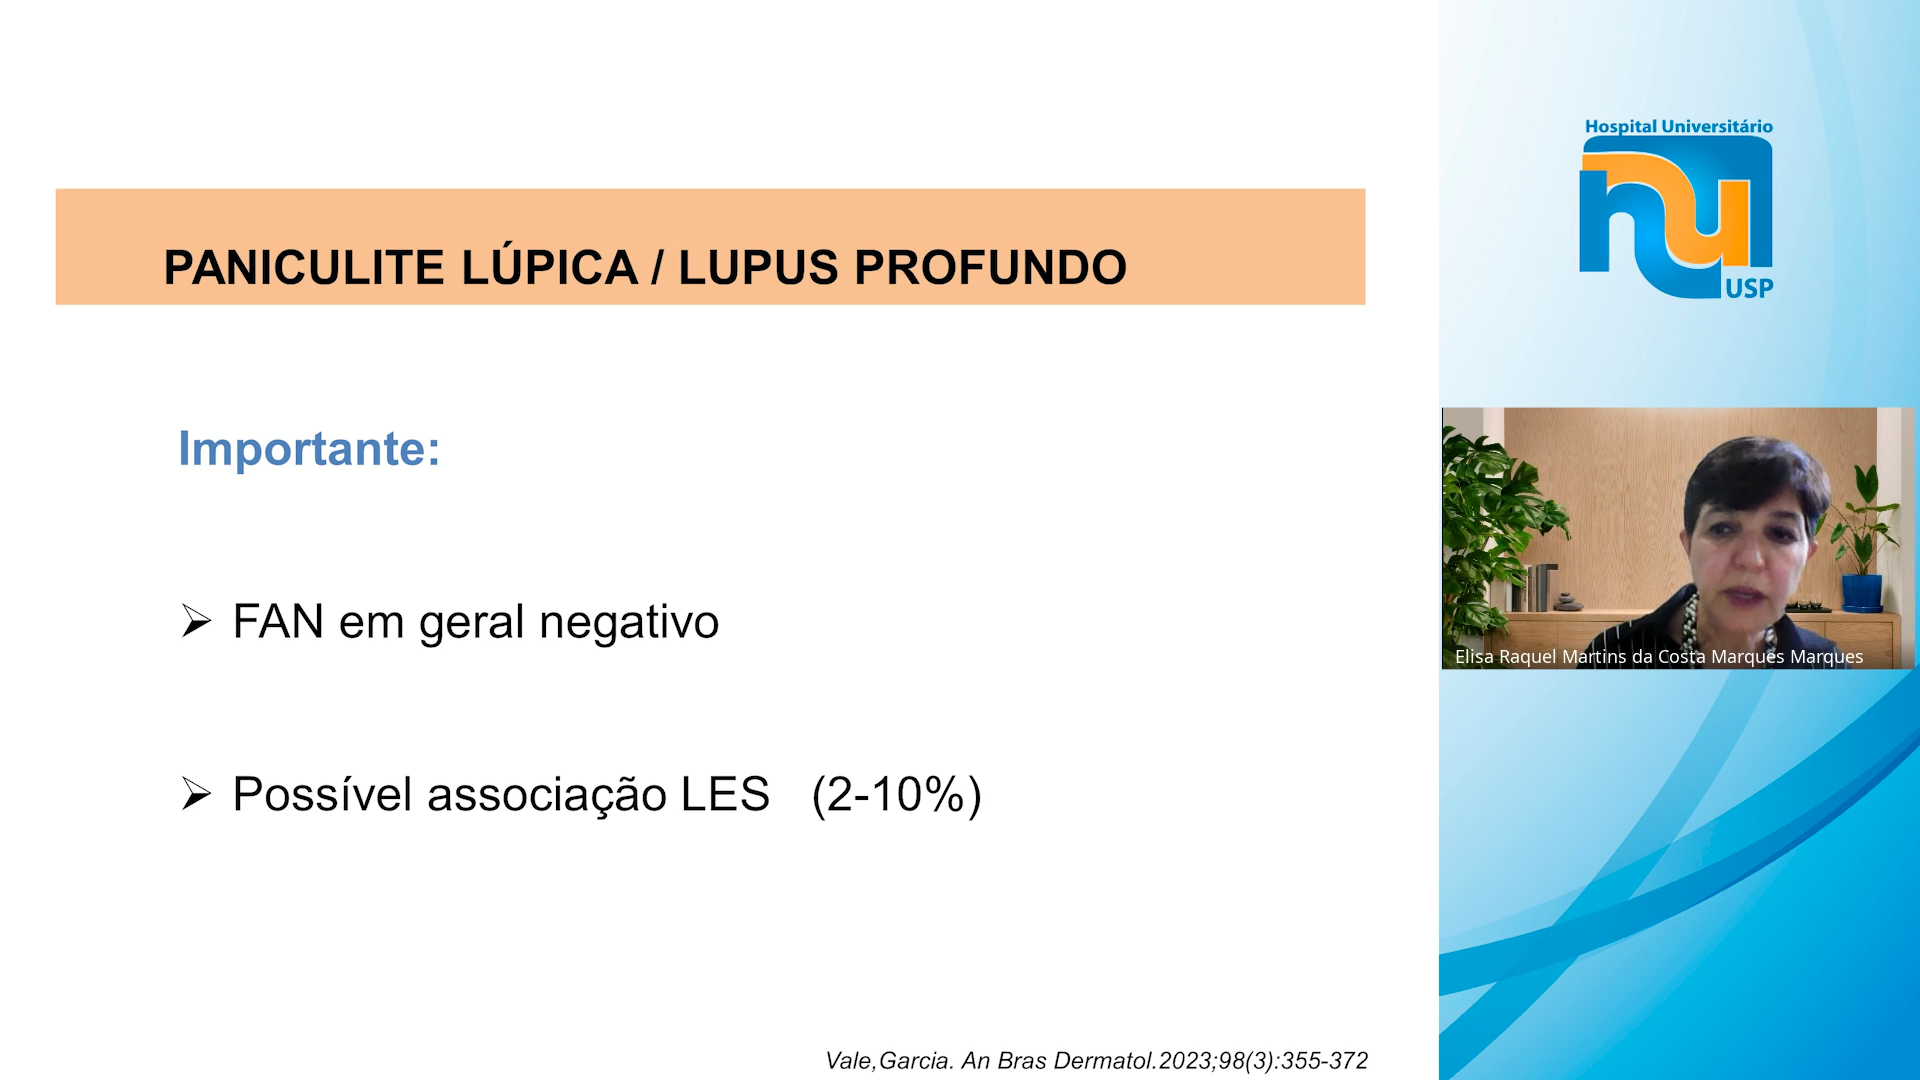 PANICULITE LÚPICA / LUPUS PROFUNDO
Importante:
➢ FAN em geral negativo
➢ Possível associação LES (2-10%)
Vale,Garcia. An Bras Dermatol.2023;98(3):355-372
Hospital Universitário
hu
USP
Elisa Raquel Martins da Costa Marques Marques